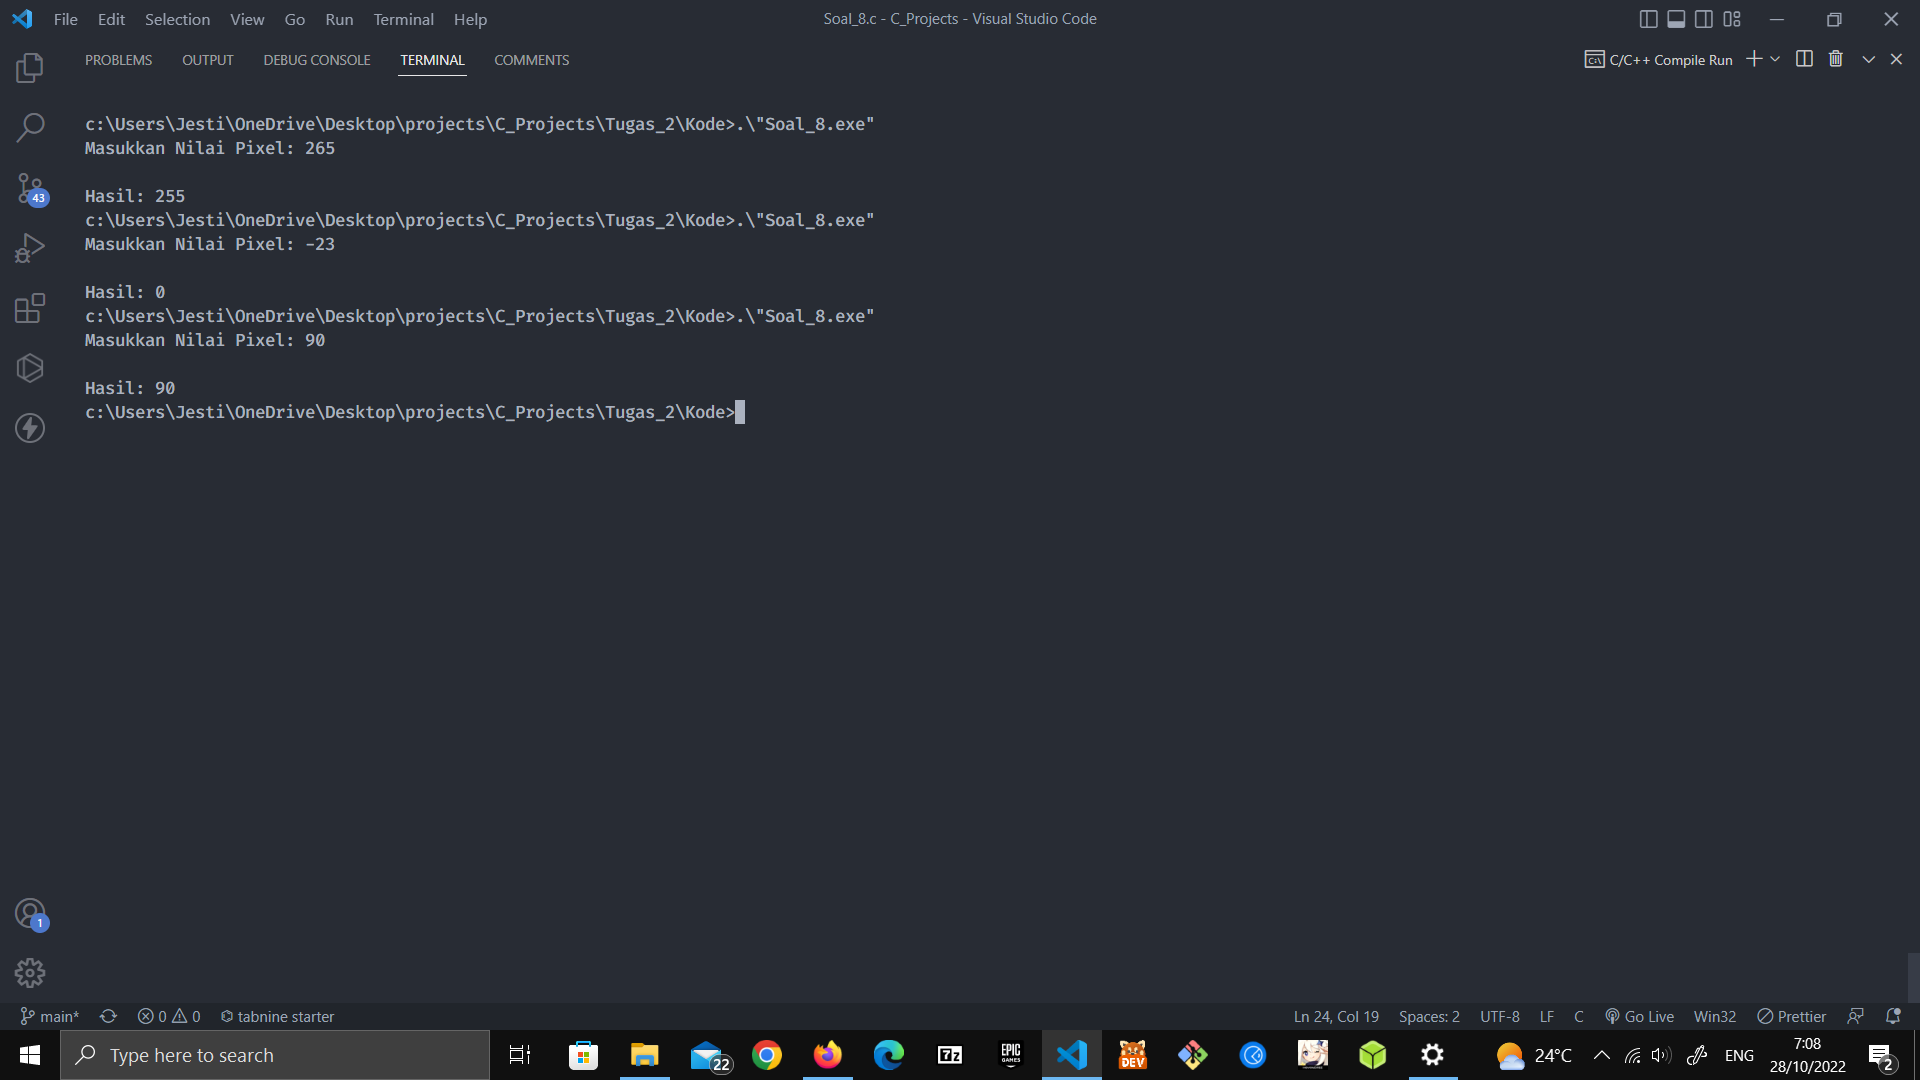 File Edit Selection View Go Run Terminal Help
Soal_8.c - C_Projects - Visual Studio Code
PROBLEMS OUTPUT DEBUG CONSOLE TERMINAL COMMENTS
C/C++ Compile Run
c:\Users\Jesti\OneDrive\Desktop\projects\C_Projects\Tugas_2\Kode>.\"Soal_8.exe"
Masukkan Nilai Pixel: 265
Hasil: 255
c:\Users\Jesti\OneDrive\Desktop\projects\C_Projects\Tugas_2\Kode>.\"Soal_8.exe"
Masukkan Nilai Pixel: -23
Hasil: 0
c:\Users\Jesti\OneDrive\Desktop\projects\C_Projects\Tugas_2\Kode>.\"Soal_8.exe"
Masukkan Nilai Pixel: 90
Hasil: 90
c:\Users\Jesti\OneDrive\Desktop\projects\C_Projects\Tugas_2\Kode>
43
1
main* 0 0 tabnine starter
Ln 24, Col 19 Spaces: 2 UTF-8 LF C Go Live Win32 Prettier
Type here to search
22
7z
EPIC GAMES
DEV
24°C
ENG
7:08
28/10/2022
2